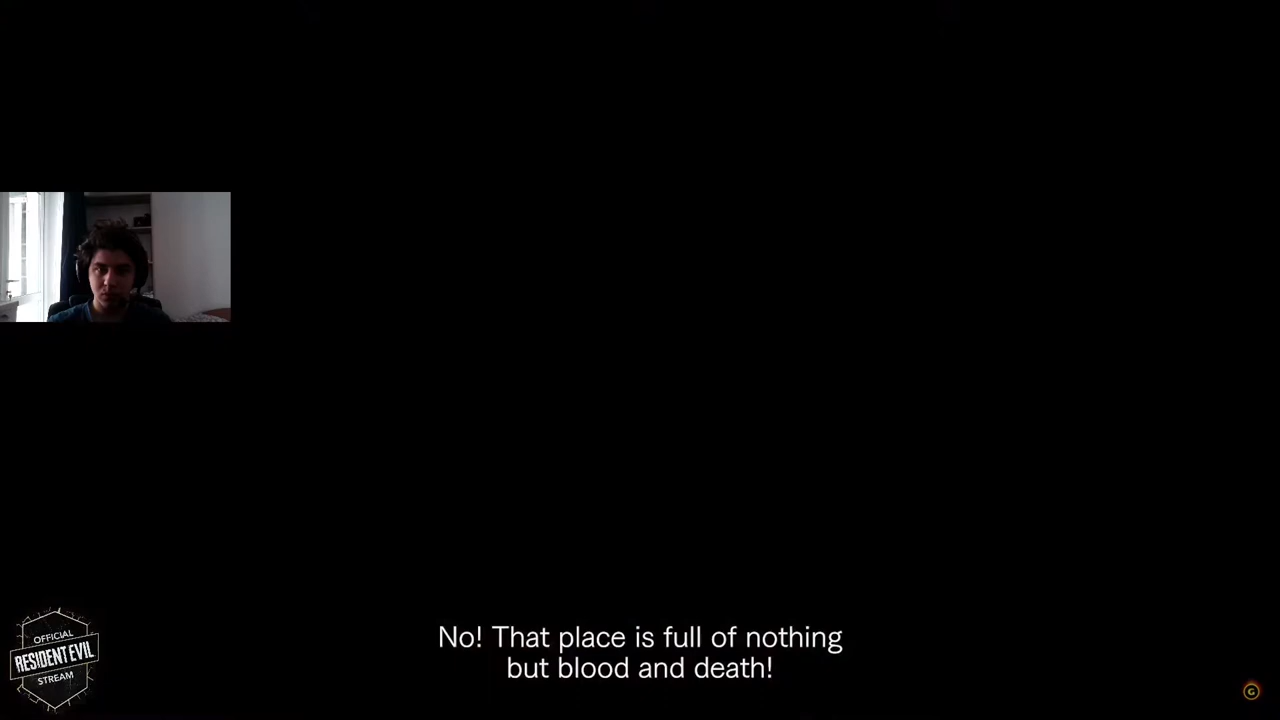 OFFICIAL
RESIDENT EVIL
STREAM
No! That place is full of nothing
but blood and death!
G